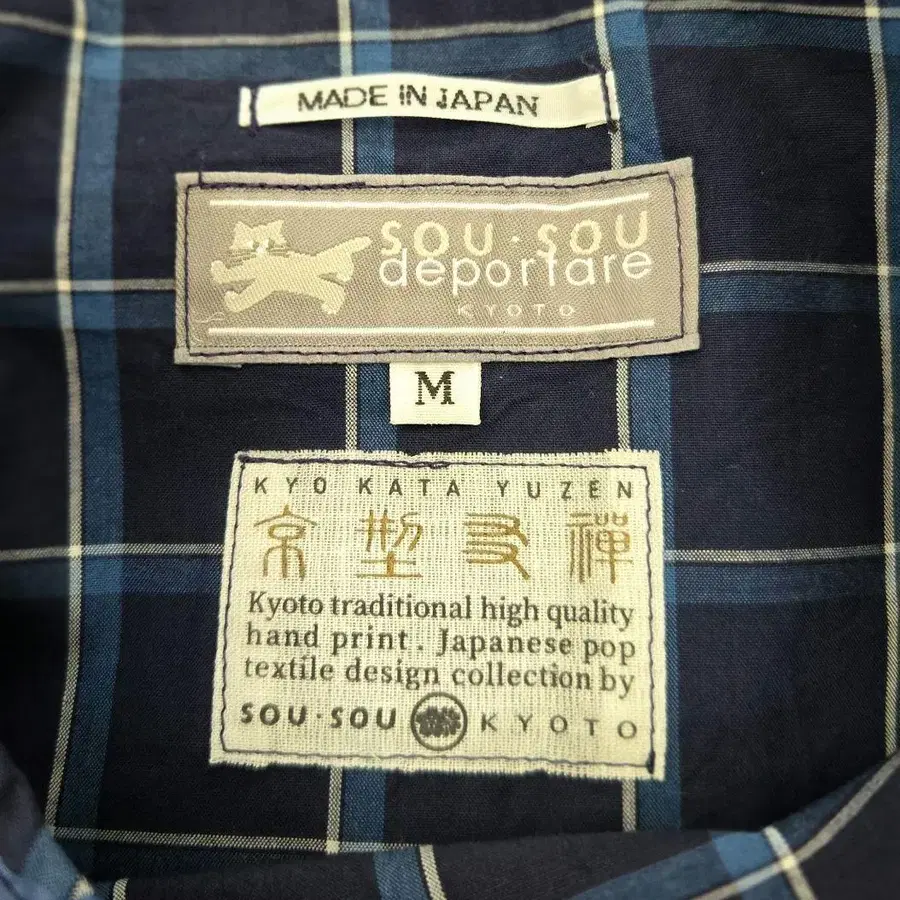 MADE IN JAPAN
SOU・SOU
deportare
KYOTO
M
KYO KATA YUZEN
京型友禅
Kyoto traditional high quality
hand print. Japanese pop
textile design collection by
SOU・SOU KYOTO